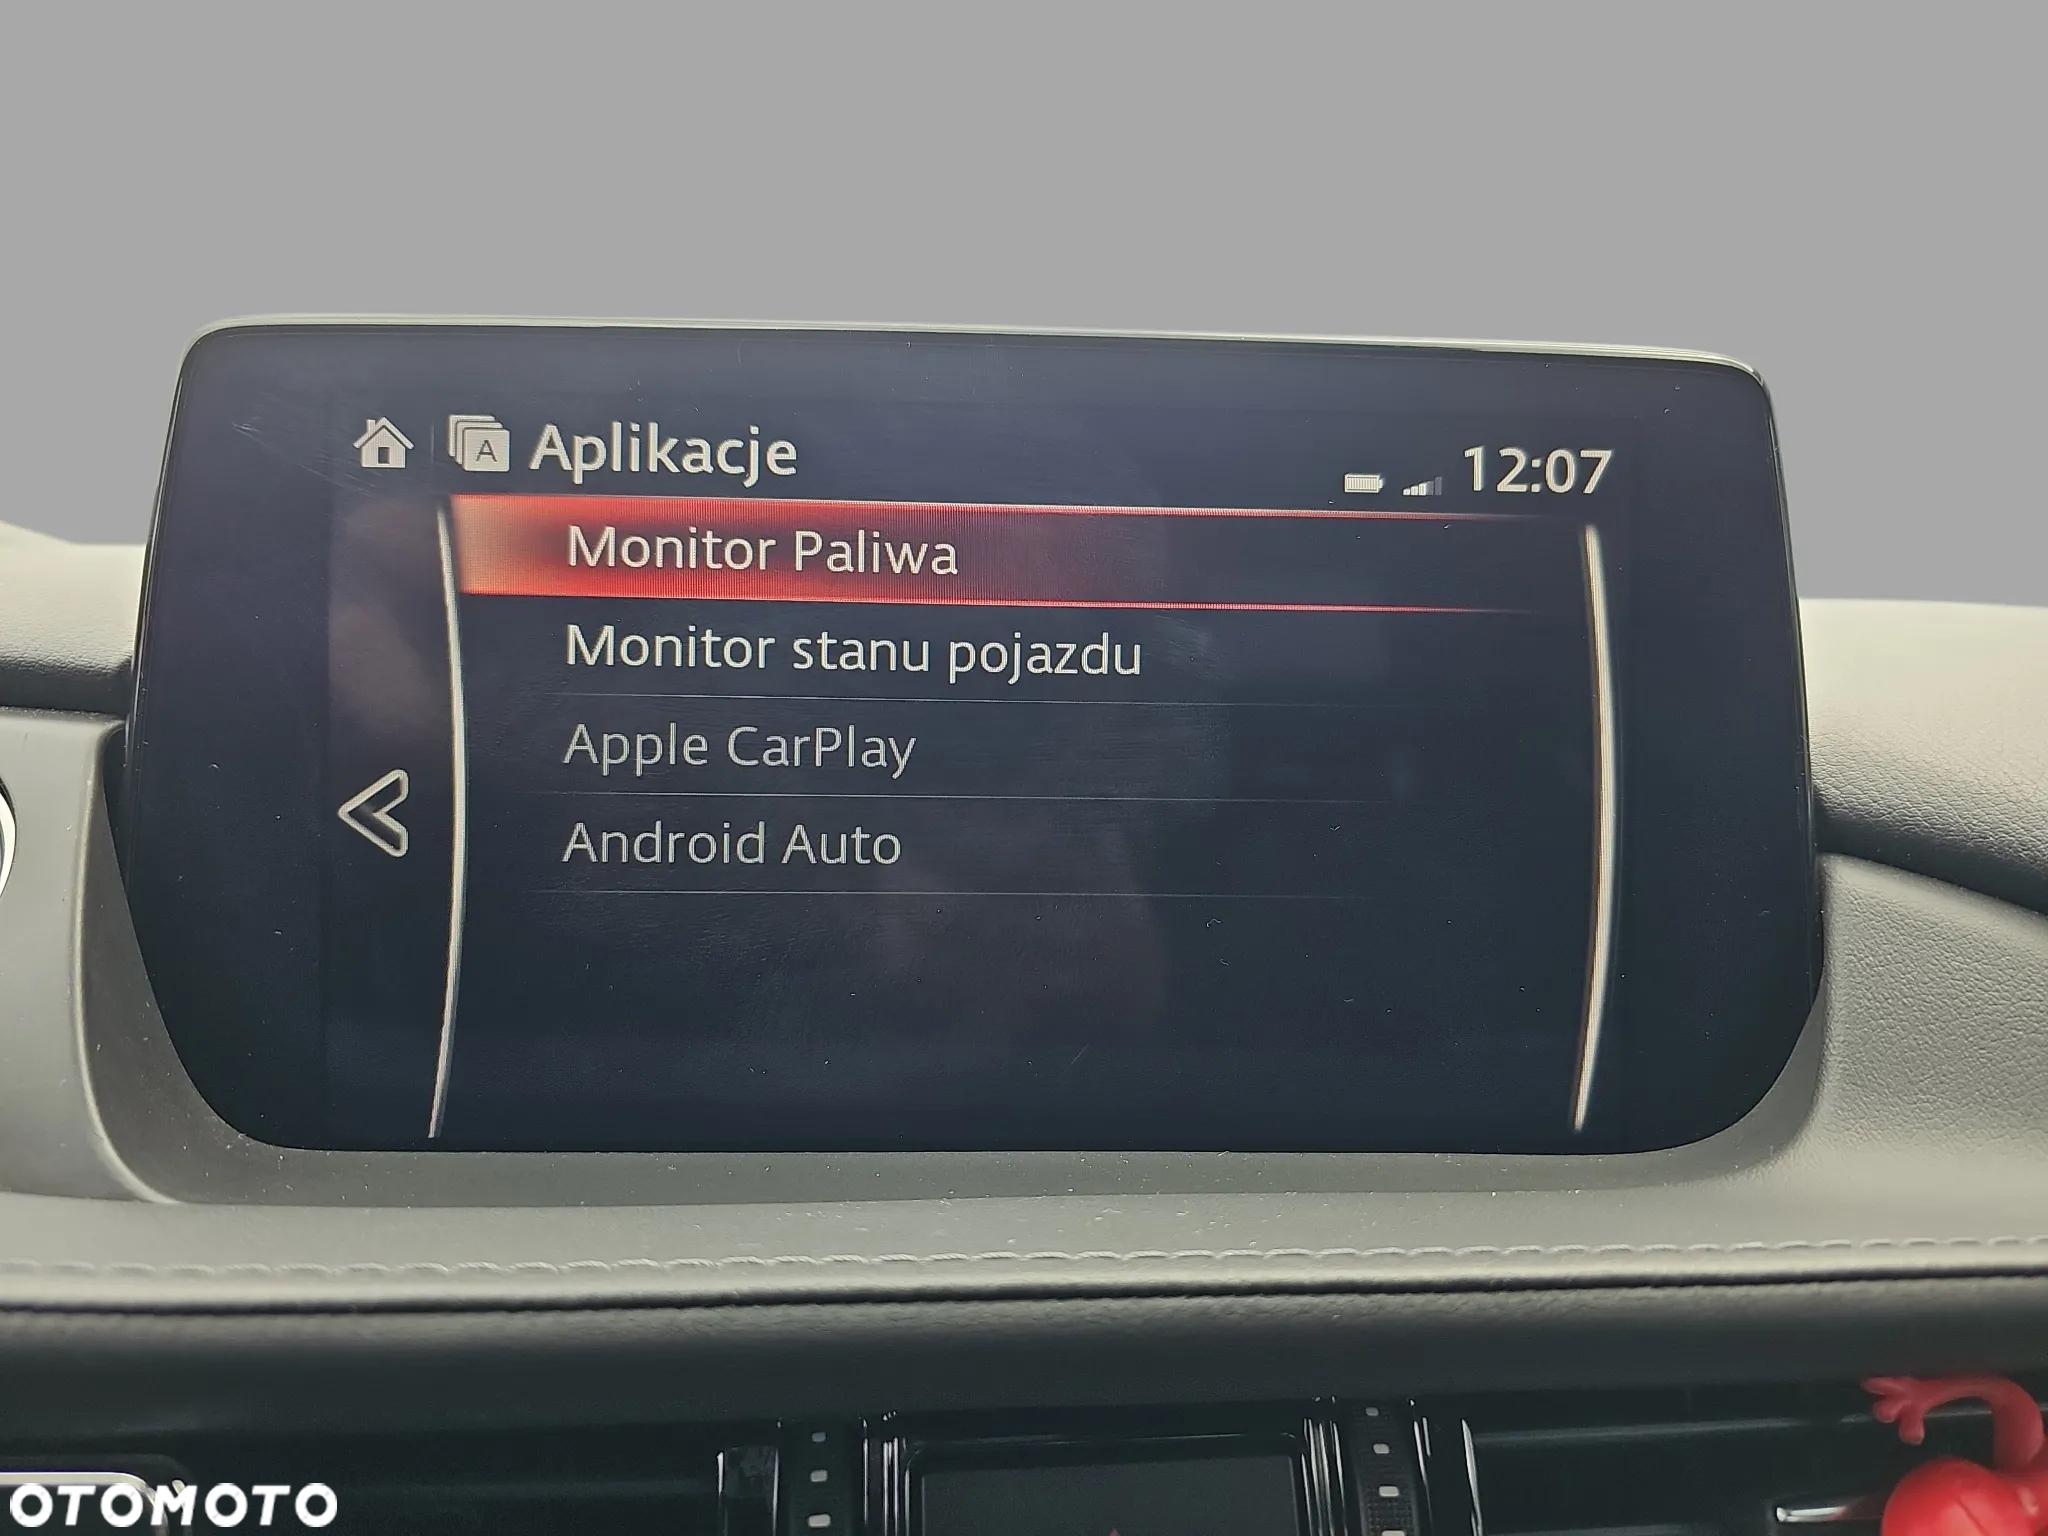 Aplikacje
12:07
Monitor Paliwa
Monitor stanu pojazdu
Apple CarPlay
Android Auto
OTOMOTO